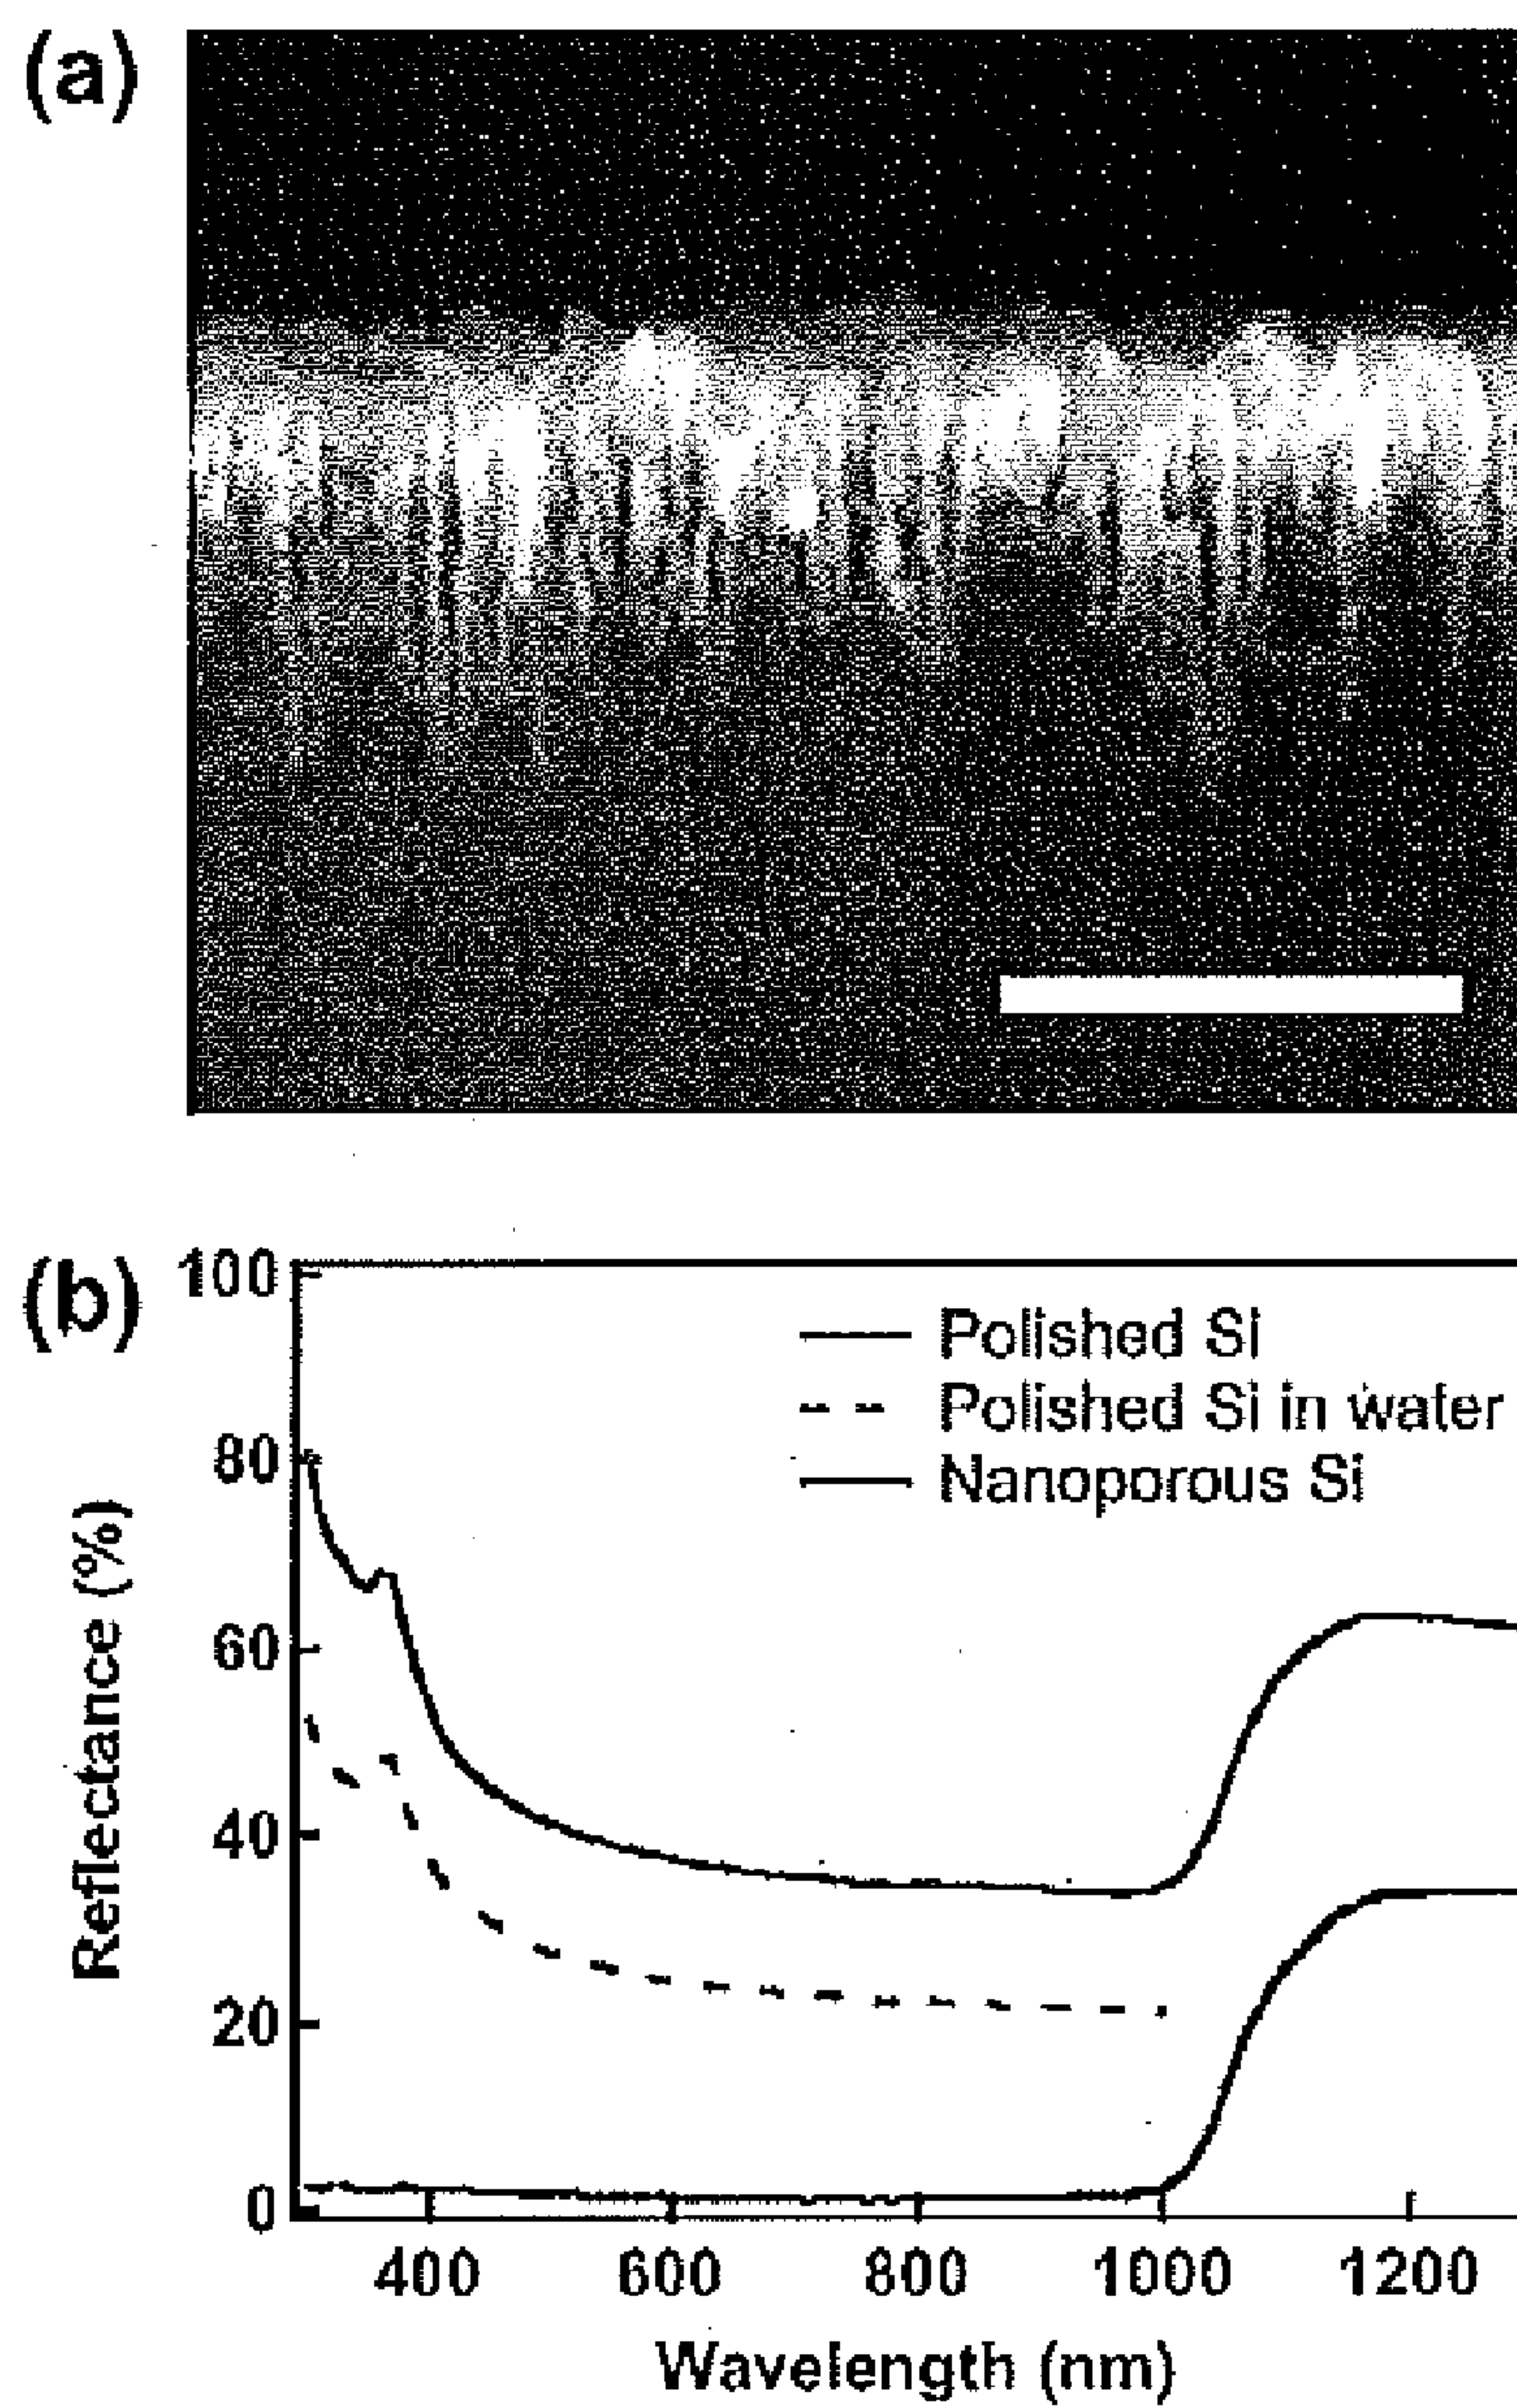 (a)
(b)
100
80
60
40
20
0
Reflectance (%)
Polished Si
Polished Si in water
Nanoporous Si
400 600 800 1000 1200
Wavelength (nm)